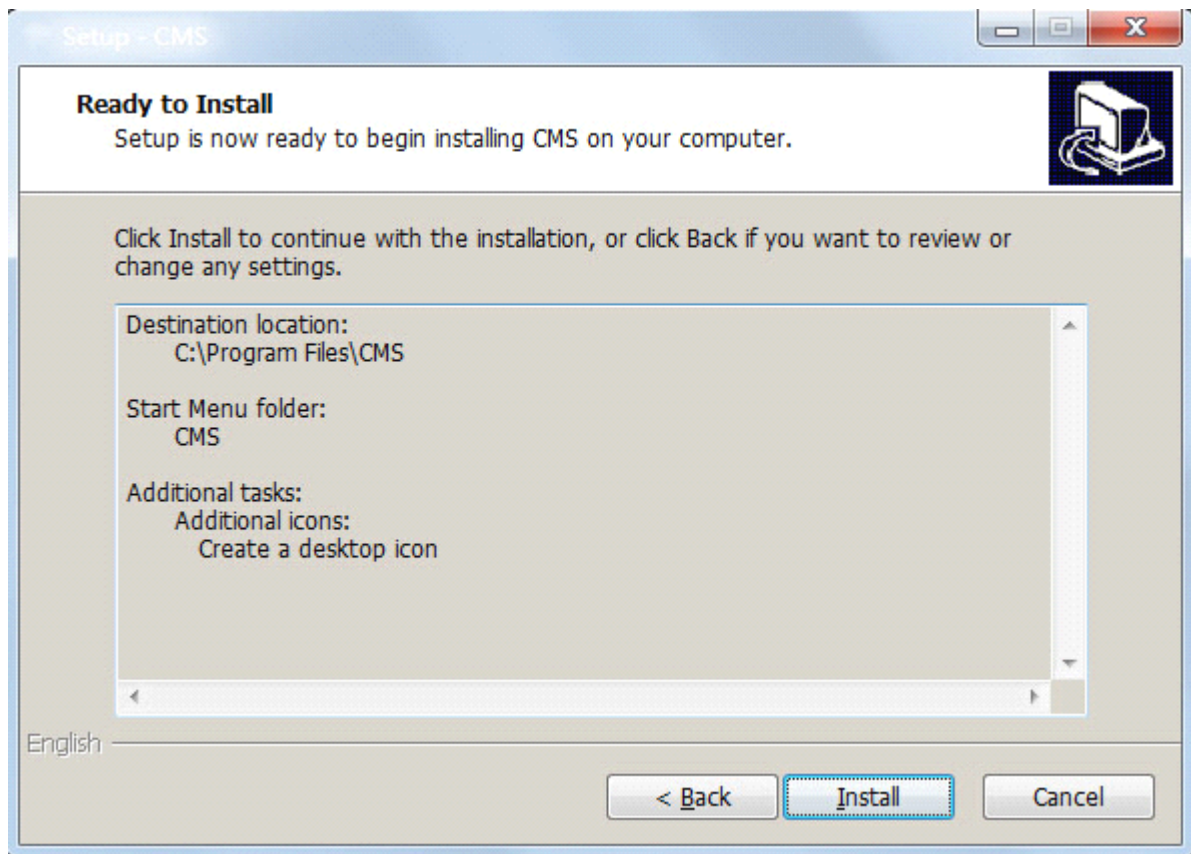 Setup - CMS
Ready to Install
Setup is now ready to begin installing CMS on your computer.
Click Install to continue with the installation, or click Back if you want to review or
change any settings.
Destination location:
C:\Program Files\CMS
Start Menu folder:
CMS
Additional tasks:
Additional icons:
Create a desktop icon
English
< Back
Install
Cancel